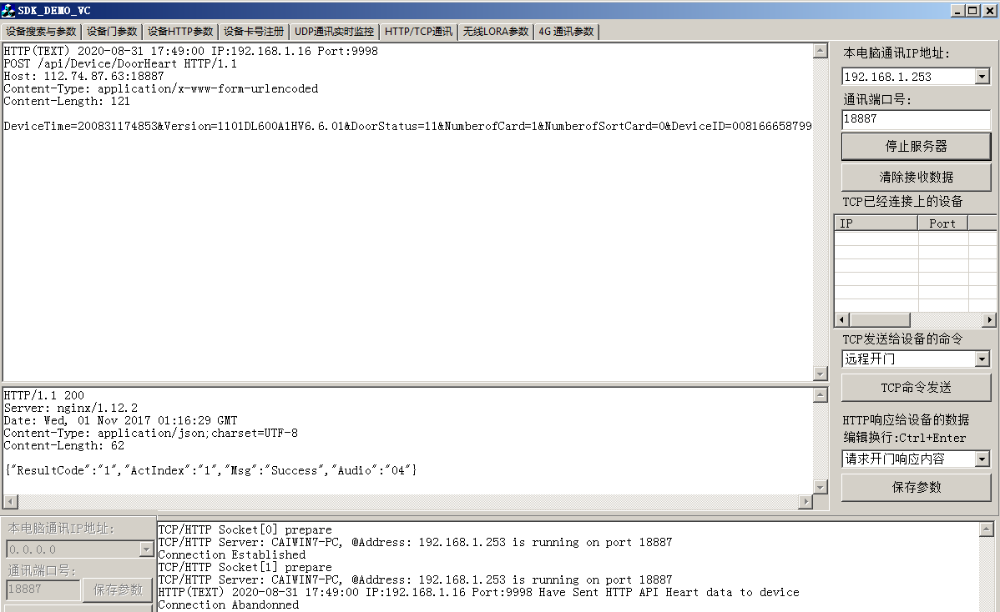 SDK_DEMO_VC
设备搜索与参数 设备门参数 设备HTTP参数 设备卡号注册 UDP通讯实时监控 HTTP/TCP通讯 无线LORA参数 4G 通讯参数
HTTP(TEXT) 2020-08-31 17:49:00 IP:192.168.1.16 Port:9998
POST /api/Device/DoorHeart HTTP/1.1
Host: 112.74.87.63:18887
Content-Type: application/x-www-form-urlencoded
Content-Length: 121
DeviceTime=200831174853&Version=1101DL600A1HV6.6.01&DoorStatus=11&NumberofCard=1&NumberofSortCard=0&DeviceID=008166658799
本电脑通讯IP地址:
192.168.1.253
通讯端口号:
18887
停止服务器
清除接收数据
TCP已经连接上的设备
IP Port
TCP发送给设备的命令
远程开门
TCP命令发送
HTTP响应给设备的数据
编辑换行:Ctrl+Enter
请求开门响应内容
保存参数
HTTP/1.1 200
Server: nginx/1.12.2
Date: Wed, 01 Nov 2017 01:16:29 GMT
Content-Type: application/json;charset=UTF-8
Content-Length: 62
{"ResultCode":"1","ActIndex":"1","Msg":"Success","Audio":"04"}
本电脑通讯IP地址:
0.0.0.0
通讯端口号:
18887 保存参数
TCP/HTTP Socket[0] prepare
TCP/HTTP Server: CAIWIN7-PC, @Address: 192.168.1.253 is running on port 18887
Connection Established
TCP/HTTP Socket[1] prepare
TCP/HTTP Server: CAIWIN7-PC, @Address: 192.168.1.253 is running on port 18887
HTTP(TEXT) 2020-08-31 17:49:00 IP:192.168.1.16 Port:9998 Have Sent HTTP API Heart data to device
Connection Abandonned